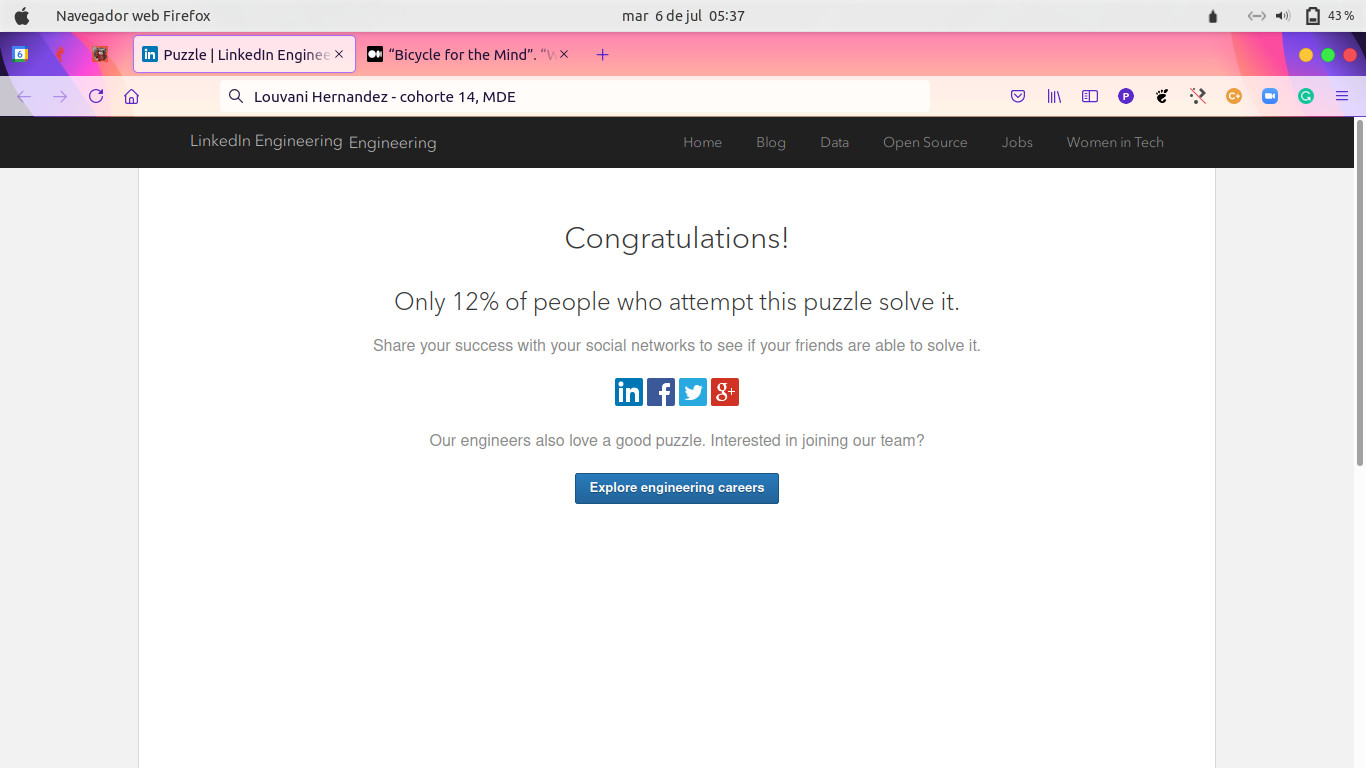 Navegador web Firefox
mar 6 de jul 05:37
43 %
6
in Puzzle | LinkedIn Enginee
“Bicycle for the Mind”. “W
Louvani Hernandez - cohorte 14, MDE
P
C+
G
LinkedIn Engineering Engineering
Home Blog Data Open Source Jobs Women in Tech
Congratulations!
Only 12% of people who attempt this puzzle solve it.
Share your success with your social networks to see if your friends are able to solve it.
in f g+
Our engineers also love a good puzzle. Interested in joining our team?
Explore engineering careers